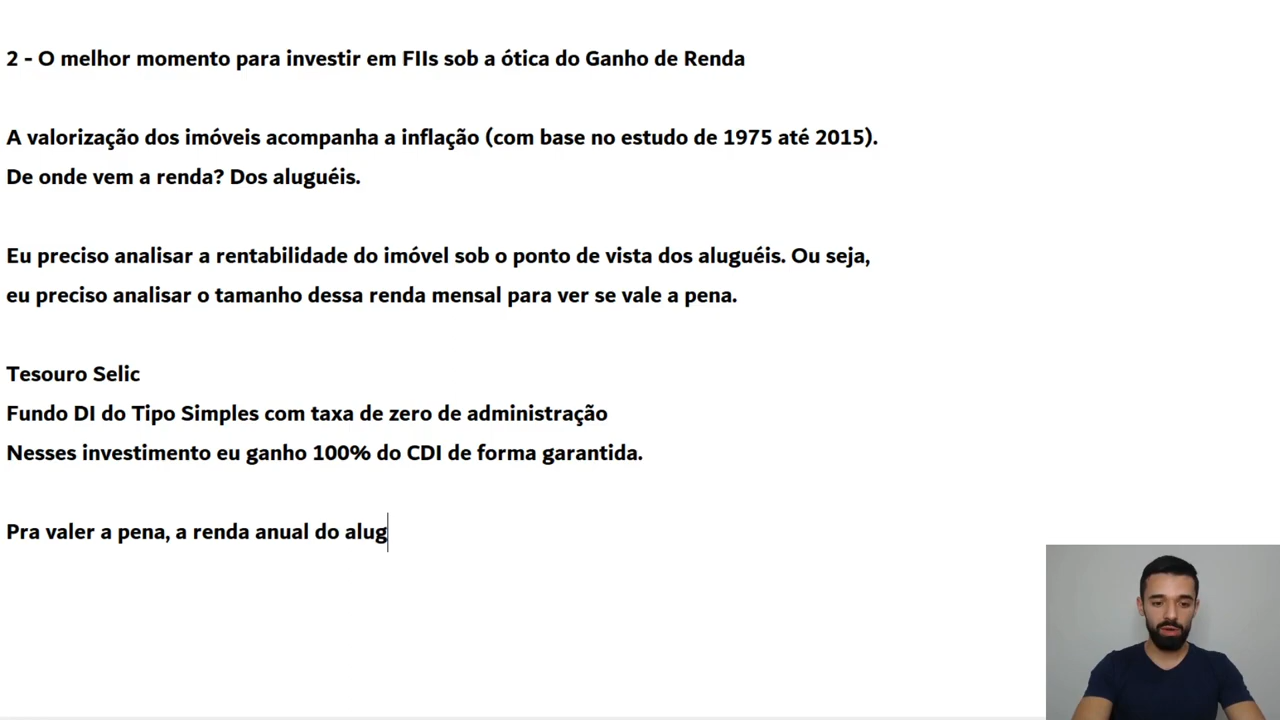 2 - O melhor momento para investir em FIIs sob a ótica do Ganho de Renda
A valorização dos imóveis acompanha a inflação (com base no estudo de 1975 até 2015).
De onde vem a renda? Dos aluguéis.
Eu preciso analisar a rentabilidade do imóvel sob o ponto de vista dos aluguéis. Ou seja,
eu preciso analisar o tamanho dessa renda mensal para ver se vale a pena.
Tesouro Selic
Fundo DI do Tipo Simples com taxa de zero de administração
Nesses investimento eu ganho 100% do CDI de forma garantida.
Pra valer a pena, a renda anual do alug